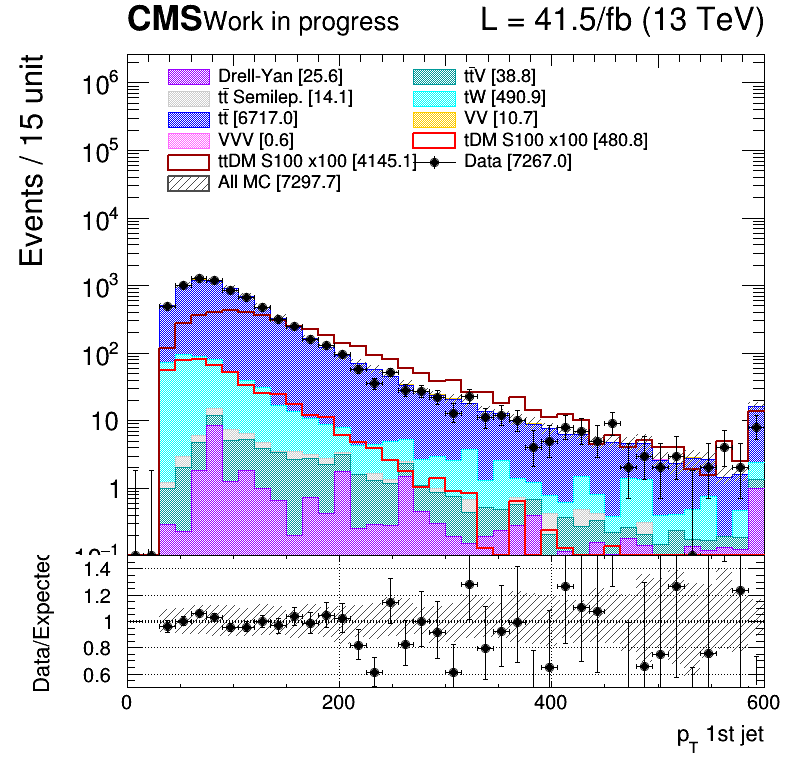 CMS Work in progress L = 41.5/fb (13 TeV)
Drell-Yan [25.6] tt̄V [38.8]
tt̄ Semilep. [14.1] tW [490.9]
tt̄ [6717.0] VV [10.7]
VVV [0.6] tDM S100 x100 [480.8]
ttDM S100 x100 [4145.1] Data [7267.0]
All MC [7297.7]
Events / 15 unit
10⁶
10⁵
10⁴
10³
10²
10
1
10⁻¹
Data/Expected
1.4
1.2
1
0.8
0.6
0 200 400 600
p_T 1st jet